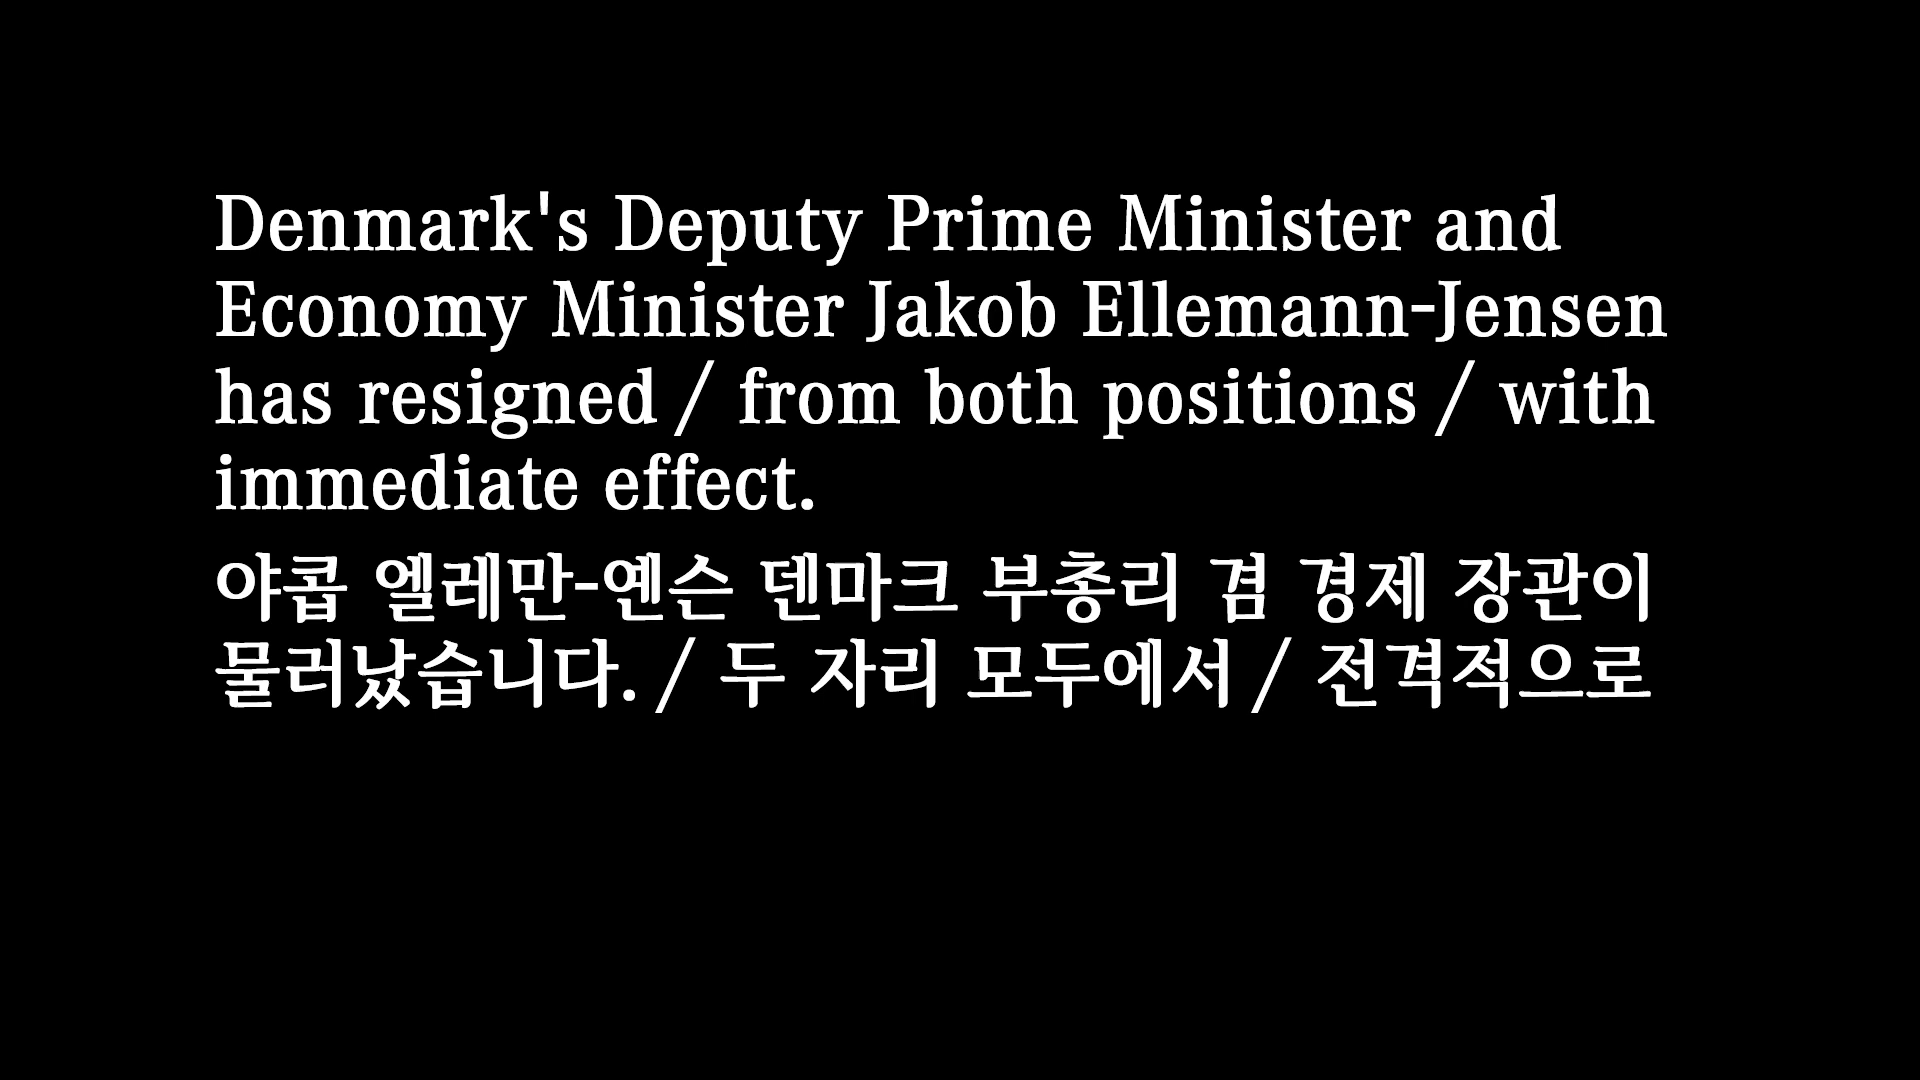 Denmark's Deputy Prime Minister and
Economy Minister Jakob Ellemann-Jensen
has resigned / from both positions / with
immediate effect.
야콥 엘레만-옌슨 덴마크 부총리 겸 경제 장관이
물러났습니다. / 두 자리 모두에서 / 전격적으로